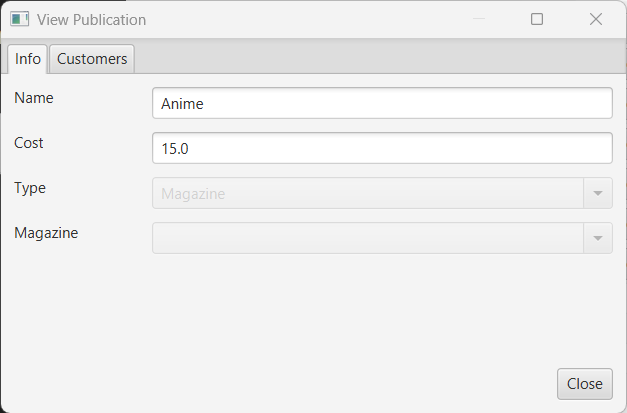 View Publication
Info Customers
Name Anime
Cost 15.0
Type Magazine
Magazine
Close